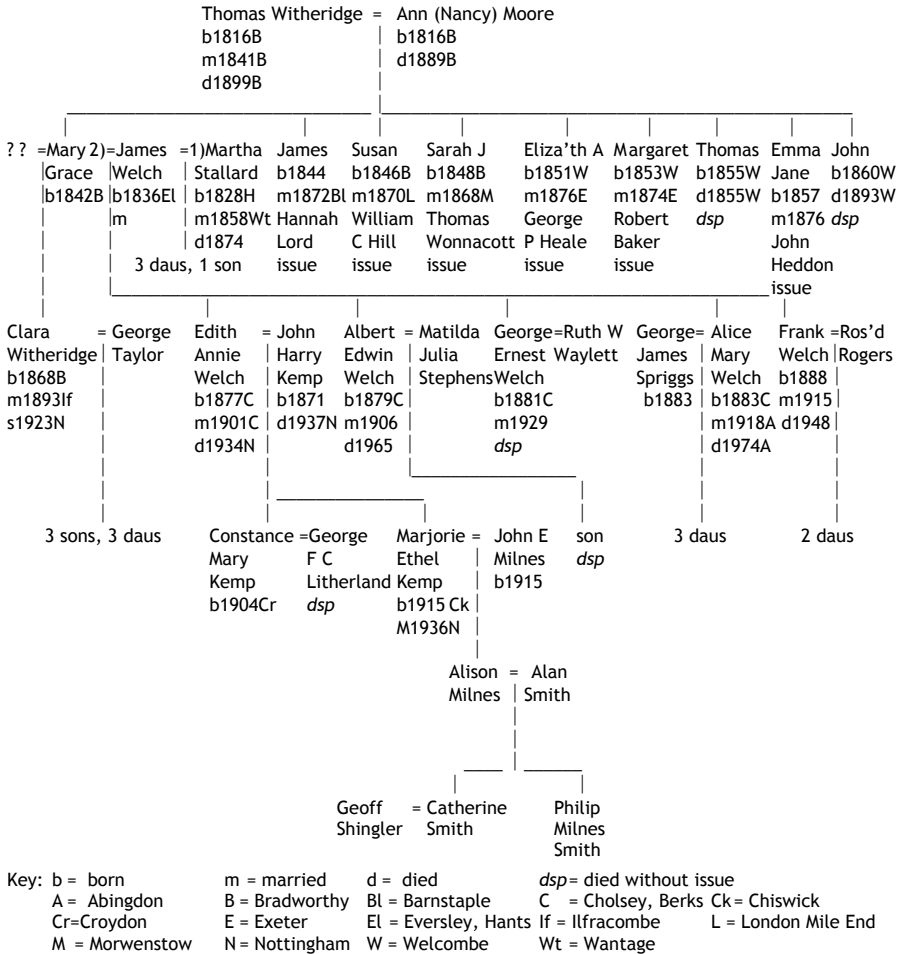 Thomas Witheridge = Ann (Nancy) Moore
b1816B b1816B
m1841B d1889B
d1899B
? ? =Mary 2)=James =1)Martha James Susan Sarah J Eliza'th A Margaret Thomas Emma John
Grace Welch Stallard b1844 b1846B b1848B b1851W b1853W b1855W Jane b1860W
b1842B b1836El b1828H m1872Bl m1870L m1868M m1876E m1874E d1855W b1857 d1893W
m m1858Wt Hannah William Thomas George Robert dsp m1876 dsp
d1874 Lord C Hill Wonnacott P Heale Baker John
3 daus, 1 son issue issue issue issue issue Heddon
issue
Clara = George Edith = John Albert = Matilda George=Ruth W George= Alice Frank =Ros'd
Witheridge Taylor Annie Harry Edwin Julia Ernest Waylett James Mary Welch Rogers
b1868B Welch Kemp Welch Stephens Welch Spriggs Welch b1888
m1893If b1877C b1871 b1879C b1881C b1883 b1883C m1915
s1923N m1901C d1937N m1906 m1929 m1918A d1948
d1934N d1965 dsp d1974A
3 sons, 3 daus Constance =George Marjorie = John E son 3 daus 2 daus
Mary F C Ethel Milnes dsp
Kemp Litherland Kemp b1915
b1904Cr dsp b1915 Ck
M1936N
Alison = Alan
Milnes Smith
Geoff = Catherine Philip
Shingler Smith Milnes
Smith
Key: b = born m = married d = died dsp = died without issue
A = Abingdon B = Bradworthy Bl = Barnstaple C = Cholsey, Berks Ck = Chiswick
Cr=Croydon E = Exeter El = Eversley, Hants If = Ilfracombe L = London Mile End
M = Morwenstow N = Nottingham W = Welcombe Wt = Wantage